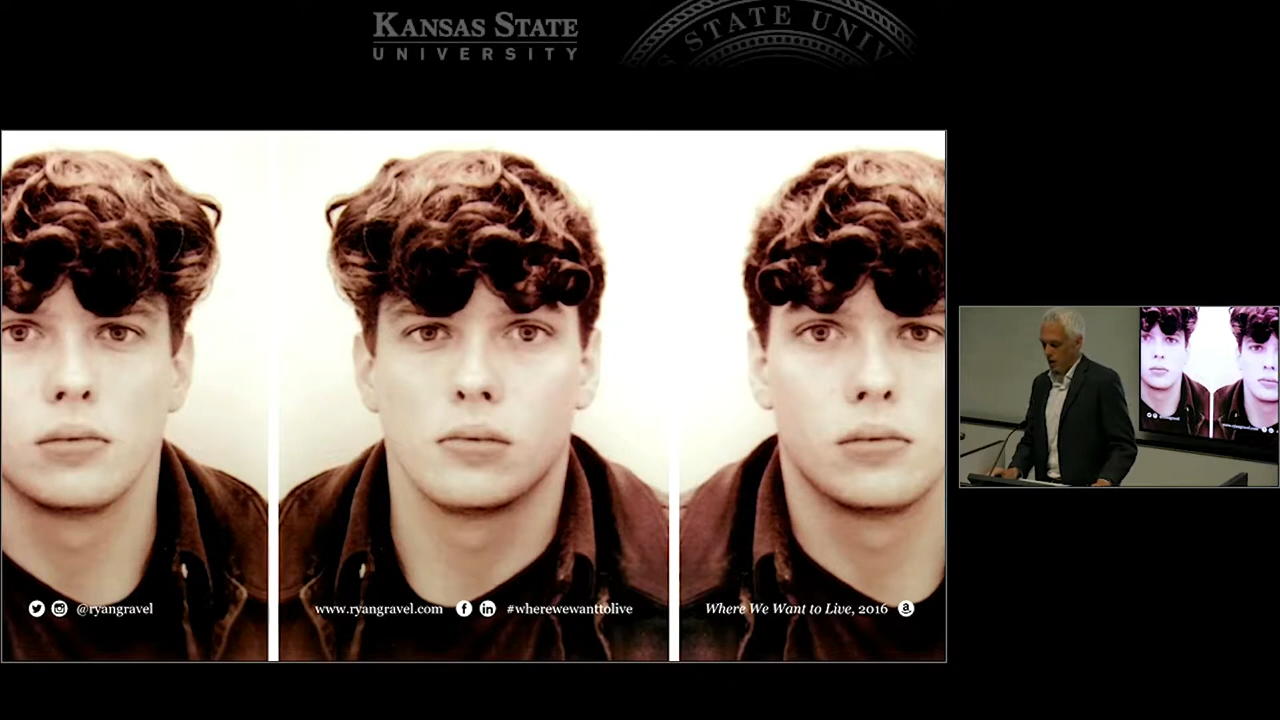 KANSAS STATE
UNIVERSITY
STATE UNIV
@ryangravel
www.ryangravel.com
#wherewewanttolive
Where We Want to Live, 2016